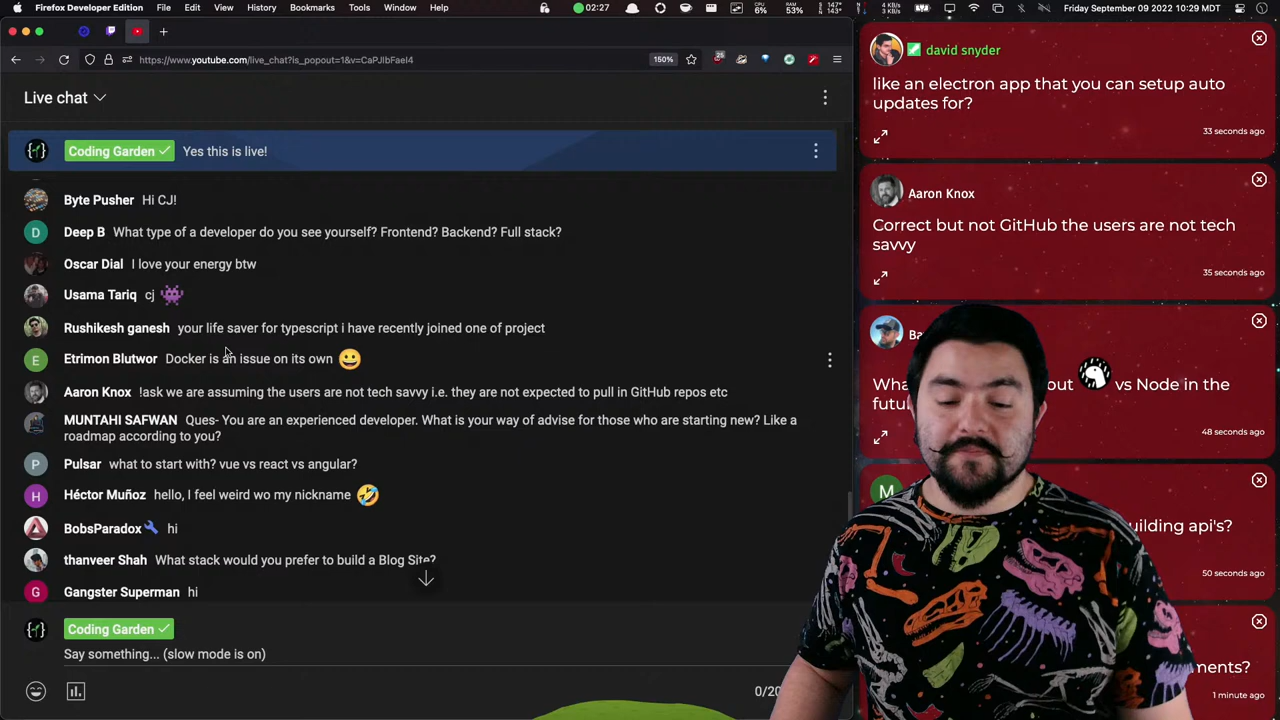 Firefox Developer Edition File Edit View History Bookmarks Tools Window Help
02:27
CPU 6%
RAM 53%
147°
Friday September 09 2022 10:29 MDT
https://www.youtube.com/live_chat?is_popout=1&v=CaPJlbFaeI4
150%
Live chat
Coding Garden Yes this is live!
Byte Pusher Hi CJ!
Deep B What type of a developer do you see yourself? Frontend? Backend? Full stack?
Oscar Dial I love your energy btw
Usama Tariq cj 👾
Rushikesh ganesh your life saver for typescript i have recently joined one of project
Etrimon Blutwor Docker is an issue on its own 😀
Aaron Knox !ask we are assuming the users are not tech savvy i.e. they are not expected to pull in GitHub repos etc
MUNTAHI SAFWAN Ques- You are an experienced developer. What is your way of advise for those who are starting new? Like a
roadmap according to you?
Pulsar what to start with? vue vs react vs angular?
Héctor Muñoz hello, I feel weird wo my nickname 🤣
BobsParadox hi
thanveer Shah What stack would you prefer to build a Blog Site?
Gangster Superman hi
Coding Garden
Say something... (slow mode is on)
0/20
david snyder
like an electron app that you can setup auto
updates for?
33 seconds ago
Aaron Knox
Correct but not GitHub the users are not tech
savvy
35 seconds ago
vs Node in the
48 seconds ago
M
api's?
50 seconds ago
1 minute ago